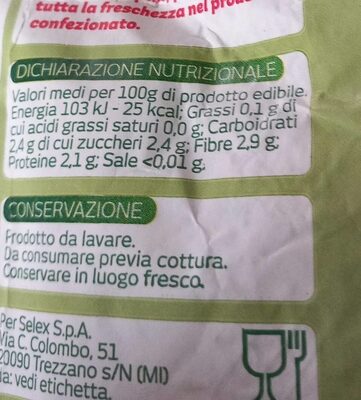 tutta la freschezza nel prodo
confezionato.
DICHIARAZIONE NUTRIZIONALE
Valori medi per 100g di prodotto edibile.
Energia 103 kJ - 25 kcal; Grassi 0,1 g di
cui acidi grassi saturi 0,0 g; Carboidrati
2,4 g di cui zuccheri 2,4 g; Fibre 2,9 g;
Proteine 2,1 g; Sale <0,01 g.
CONSERVAZIONE
Prodotto da lavare.
Da consumare previa cottura.
Conservare in luogo fresco.
Per Selex S.p.A.
Via C. Colombo, 51
20090 Trezzano s/N (MI)
ia: vedi etichetta.